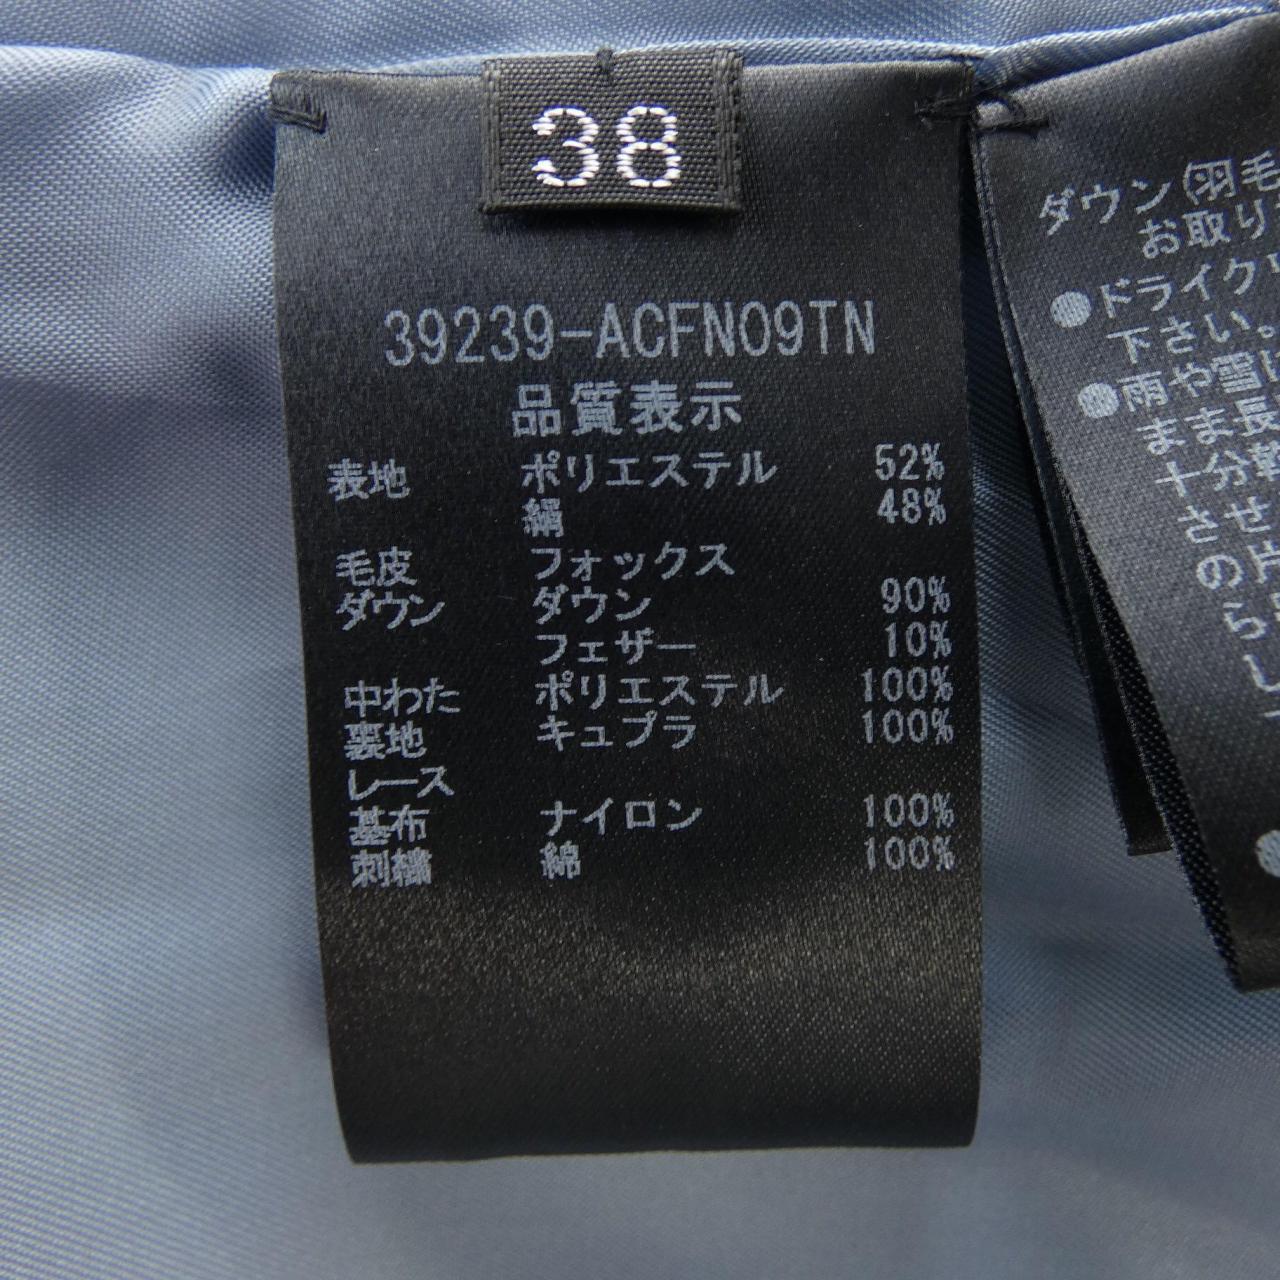 38
39239-ACFN09TN
品質表示
表地 ポリエステル 52%
絹 48%
毛皮 フォックス
ダウン ダウン 90%
フェザー 10%
中わた ポリエステル 100%
裏地 キュプラ 100%
レース
基布 ナイロン 100%
刺繍 綿 100%
ダウン(羽毛
お取り
●ドライク
下さい。
●雨や雪に
まま長
十分乾
させ
の片
ら
し